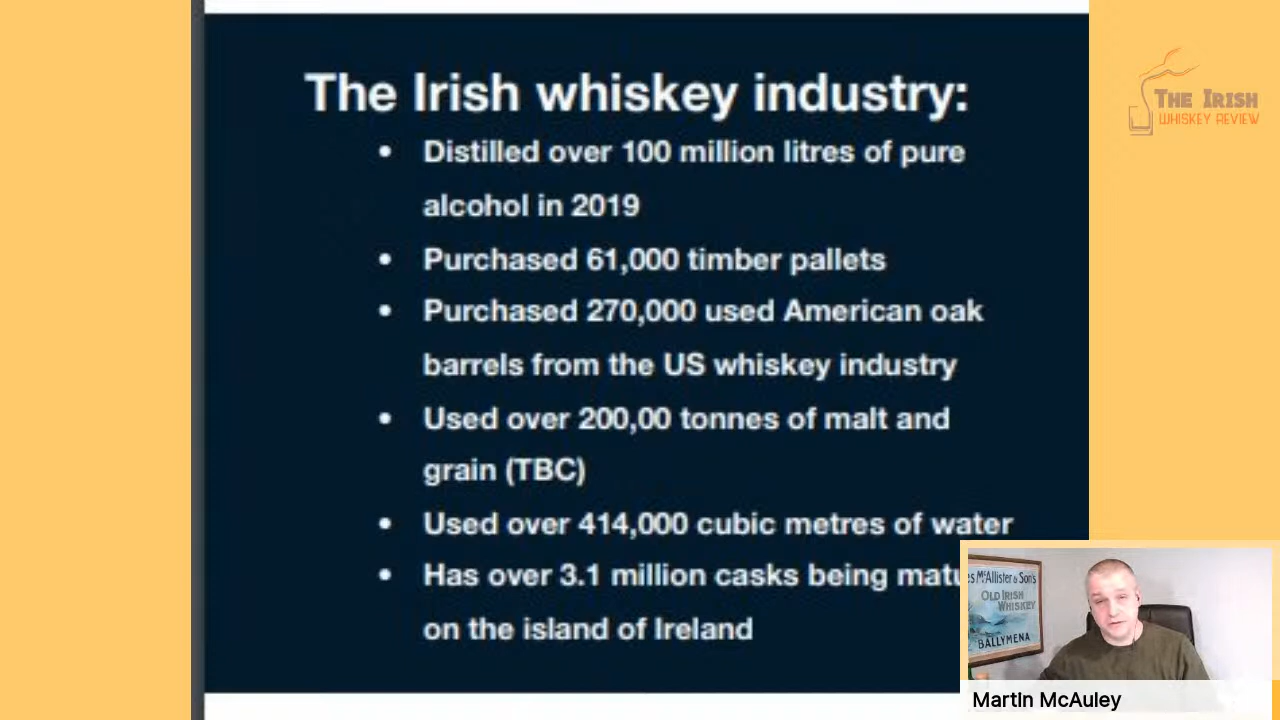 The Irish whiskey industry:
• Distilled over 100 million litres of pure
alcohol in 2019
• Purchased 61,000 timber pallets
• Purchased 270,000 used American oak
barrels from the US whiskey industry
• Used over 200,00 tonnes of malt and
grain (TBC)
• Used over 414,000 cubic metres of water
• Has over 3.1 million casks being matu
on the island of Ireland
THE IRISH
WHISKEY REVIEW
es McAllister & Son's
OLD IRISH
WHISKEY
BALLYMENA
Martin McAuley